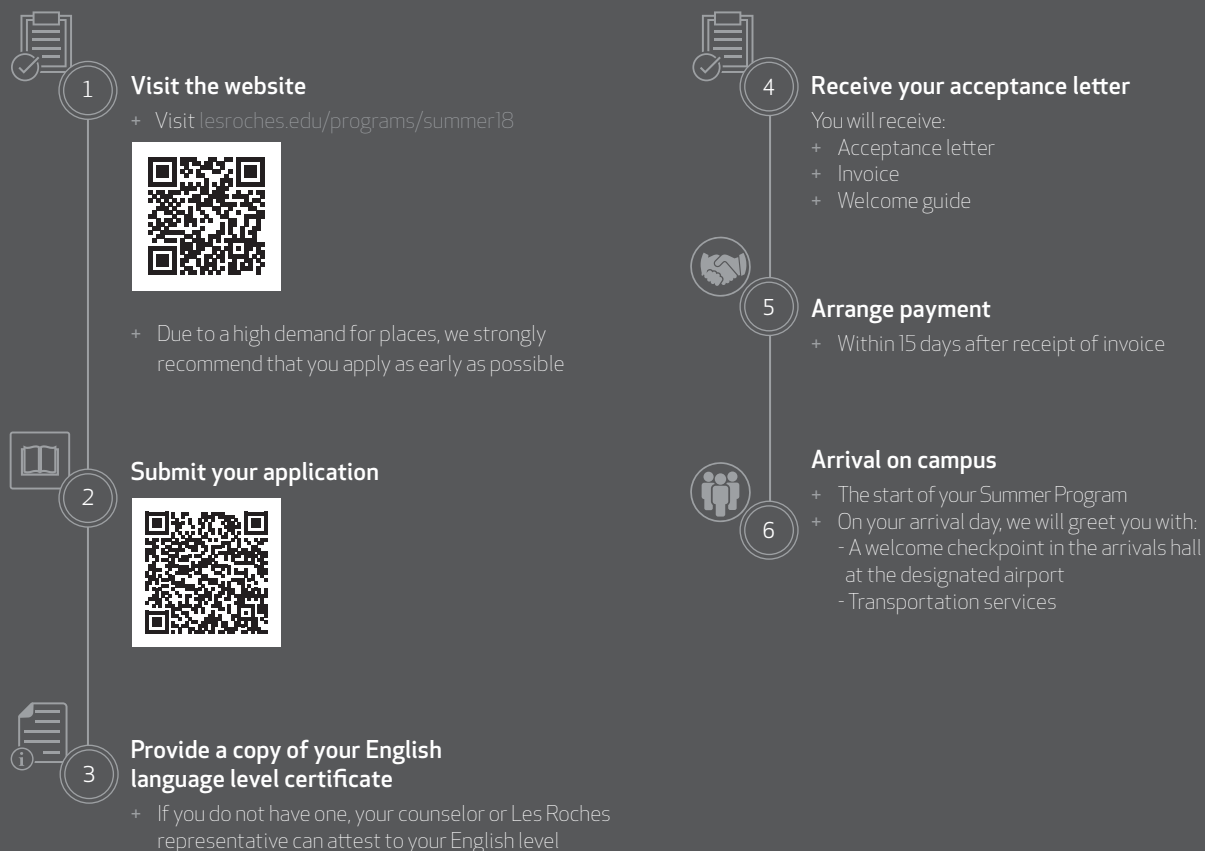 1
Visit the website
+ Visit lesroches.edu/programs/summer18
+ Due to a high demand for places, we strongly
recommend that you apply as early as possible
2
Submit your application
3
Provide a copy of your English
language level certificate
+ If you do not have one, your counselor or Les Roches
representative can attest to your English level
4
Receive your acceptance letter
You will receive:
+ Acceptance letter
+ Invoice
+ Welcome guide
5
Arrange payment
+ Within 15 days after receipt of invoice
6
Arrival on campus
+ The start of your Summer Program
+ On your arrival day, we will greet you with:
- A welcome checkpoint in the arrivals hall
at the designated airport
- Transportation services